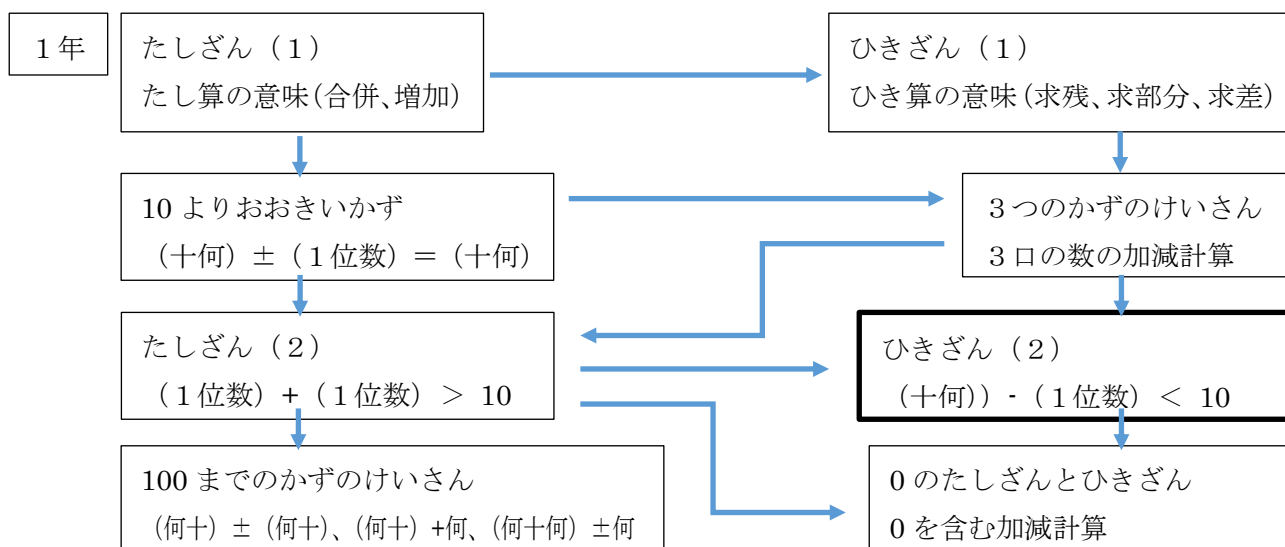 １年
たしざん（１）
たし算の意味(合併、増加)
ひきざん（１）
ひき算の意味(求残、求部分、求差)
10 よりおおきいかず
（十何）±（１位数）＝（十何）
３つのかずのけいさん
３口の数の加減計算
たしざん（２）
（１位数）+（１位数）> 10
ひきざん（２）
（十何)）-（１位数）< 10
100 までのかずのけいさん
（何十）±（何十）、（何十）+何、（何十何）±何
0 のたしざんとひきざん
0 を含む加減計算